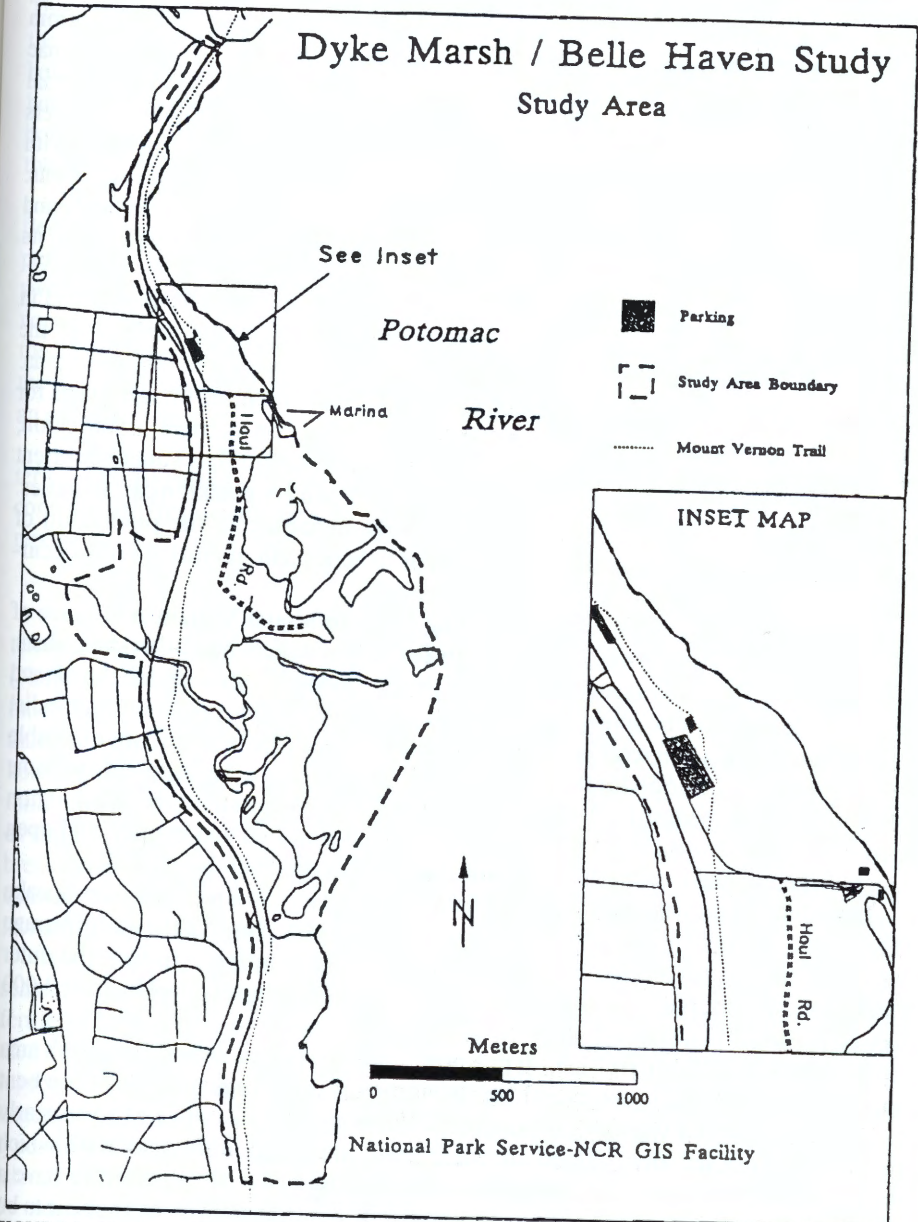 Dyke Marsh / Belle Haven Study
Study Area
See Inset
Potomac
River
Marina
Haul
Rd.
Parking
Study Area Boundary
Mount Vernon Trail
INSET MAP
Haul Rd.
N
Meters
0 500 1000
National Park Service-NCR GIS Facility